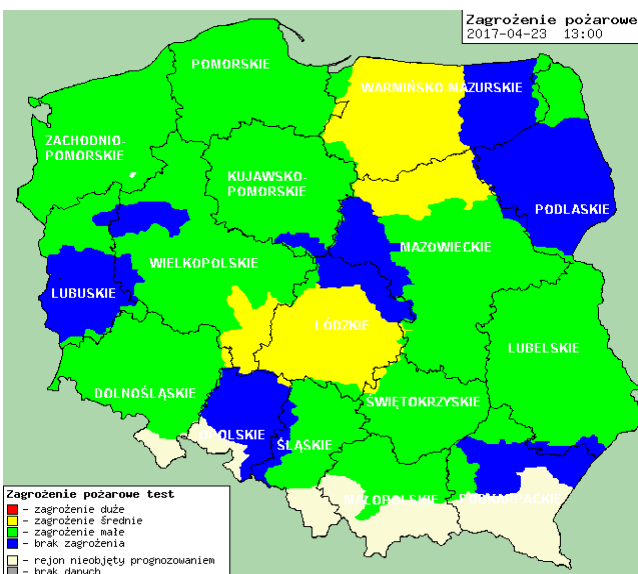 Zagrożenie pożarowe
2017-04-23 13:00
POMORSKIE
WARMIŃSKO-MAZURSKIE
ZACHODNIO-
POMORSKIE
KUJAWSKO-
POMORSKIE
PODLASKIE
MAZOWIECKIE
WIELKOPOLSKIE
LUBUSKIE
ŁÓDZKIE
LUBELSKIE
DOLNOŚLĄSKIE
ŚWIĘTOKRZYSKIE
OPOLSKIE
ŚLĄSKIE
MAŁOPOLSKIE
PODKARPACKIE
Zagrożenie pożarowe test
- zagrożenie duże
- zagrożenie średnie
- zagrożenie małe
- brak zagrożenia
- rejon nieobjęty prognozowaniem
- brak danych